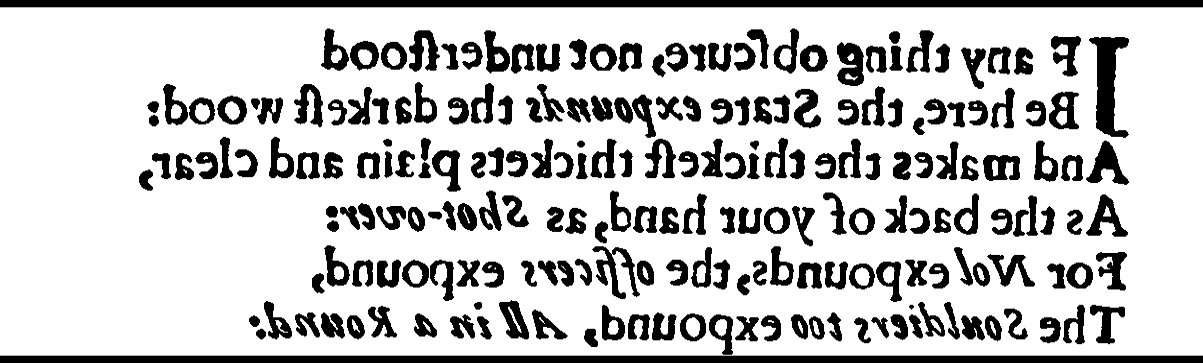 IF any thing obſcure, not underſtood
Be here, the State expounds the darkeſt wood:
And makes the thickeſt thickets plain and clear,
As the back of your hand, as Shot-over:
For Nol expounds, the officers expound,
The Souldiers too expound, All in a Round: